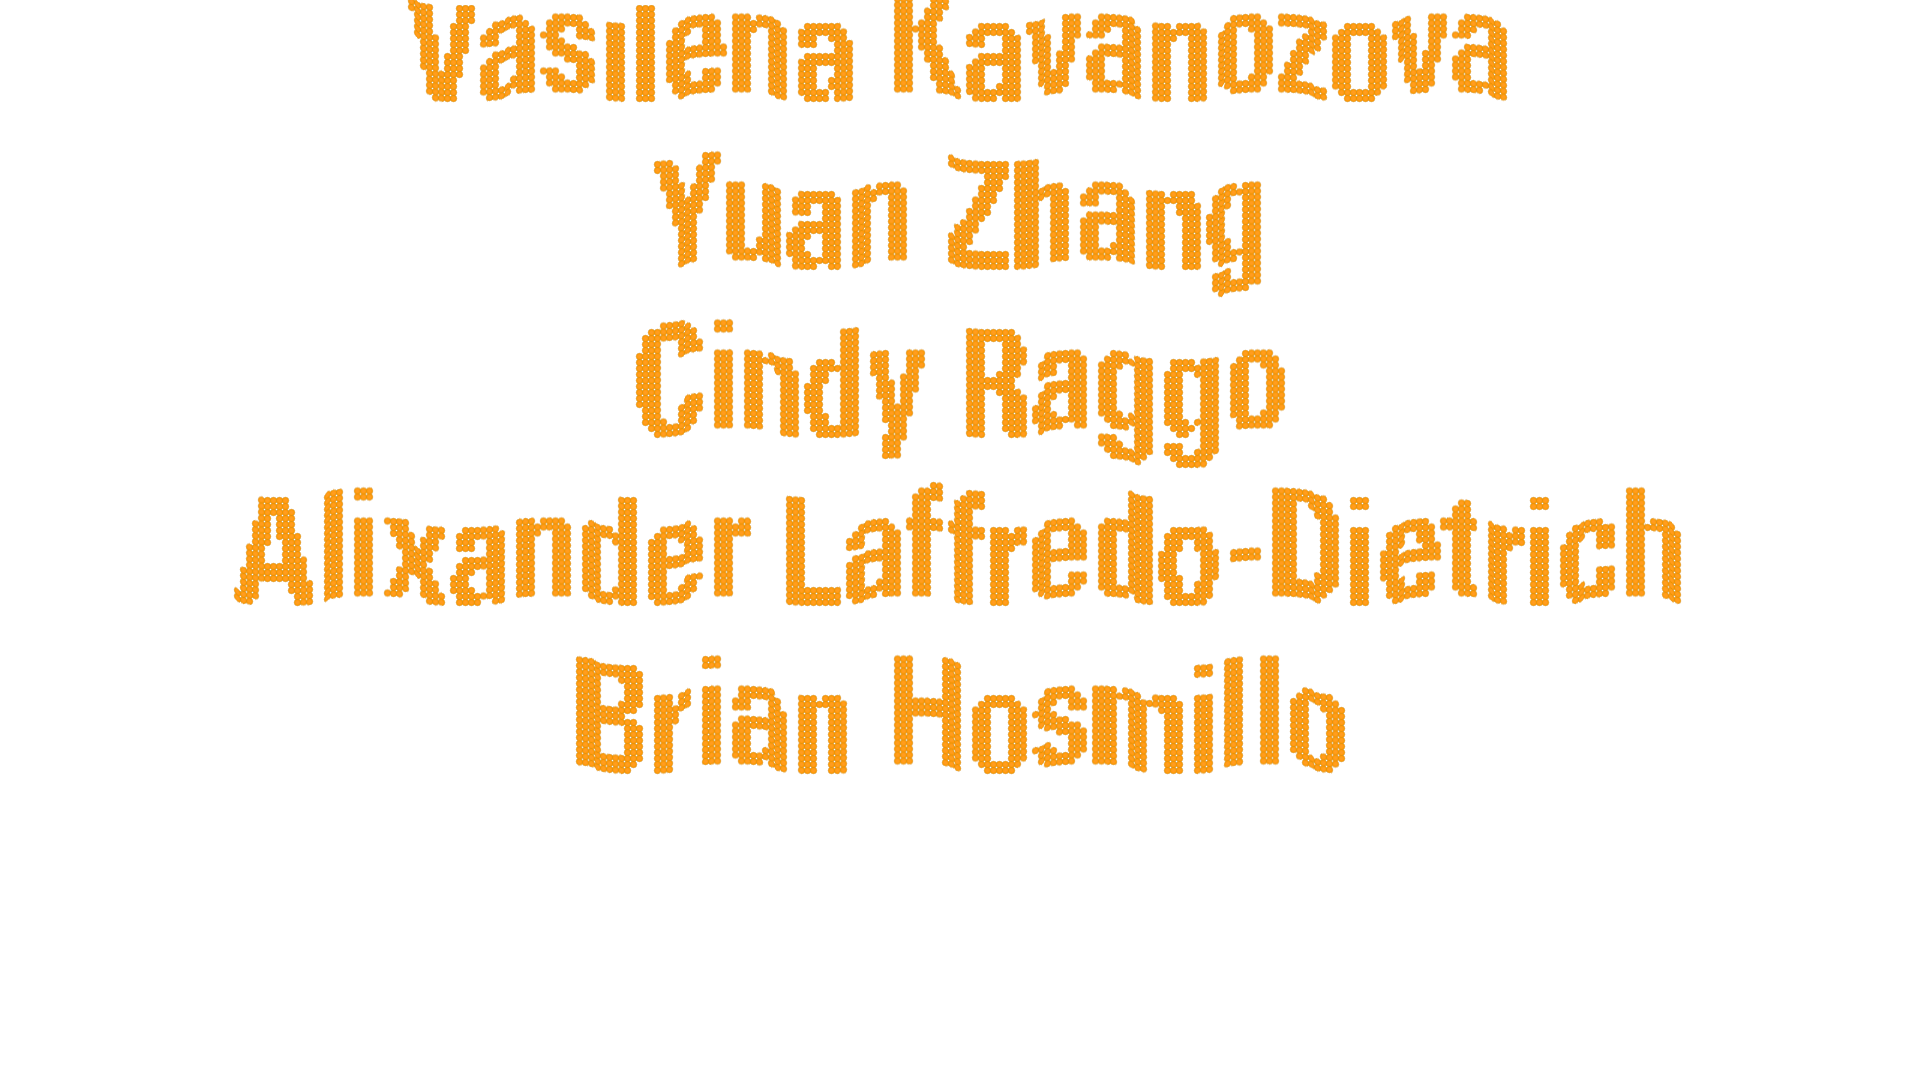 Vasilena Kavanozova
Yuan Zhang
Cindy Raggo
Alixander Laffredo-Dietrich
Brian Hosmillo